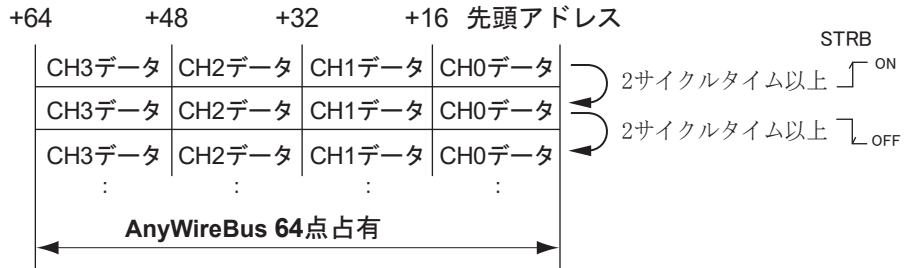 +64 +48 +32 +16 先頭アドレス
STRB
CH3データ CH2データ CH1データ CH0データ 2サイクルタイム以上 ON
CH3データ CH2データ CH1データ CH0データ 2サイクルタイム以上 OFF
CH3データ CH2データ CH1データ CH0データ
: : : :
AnyWireBus 64点占有